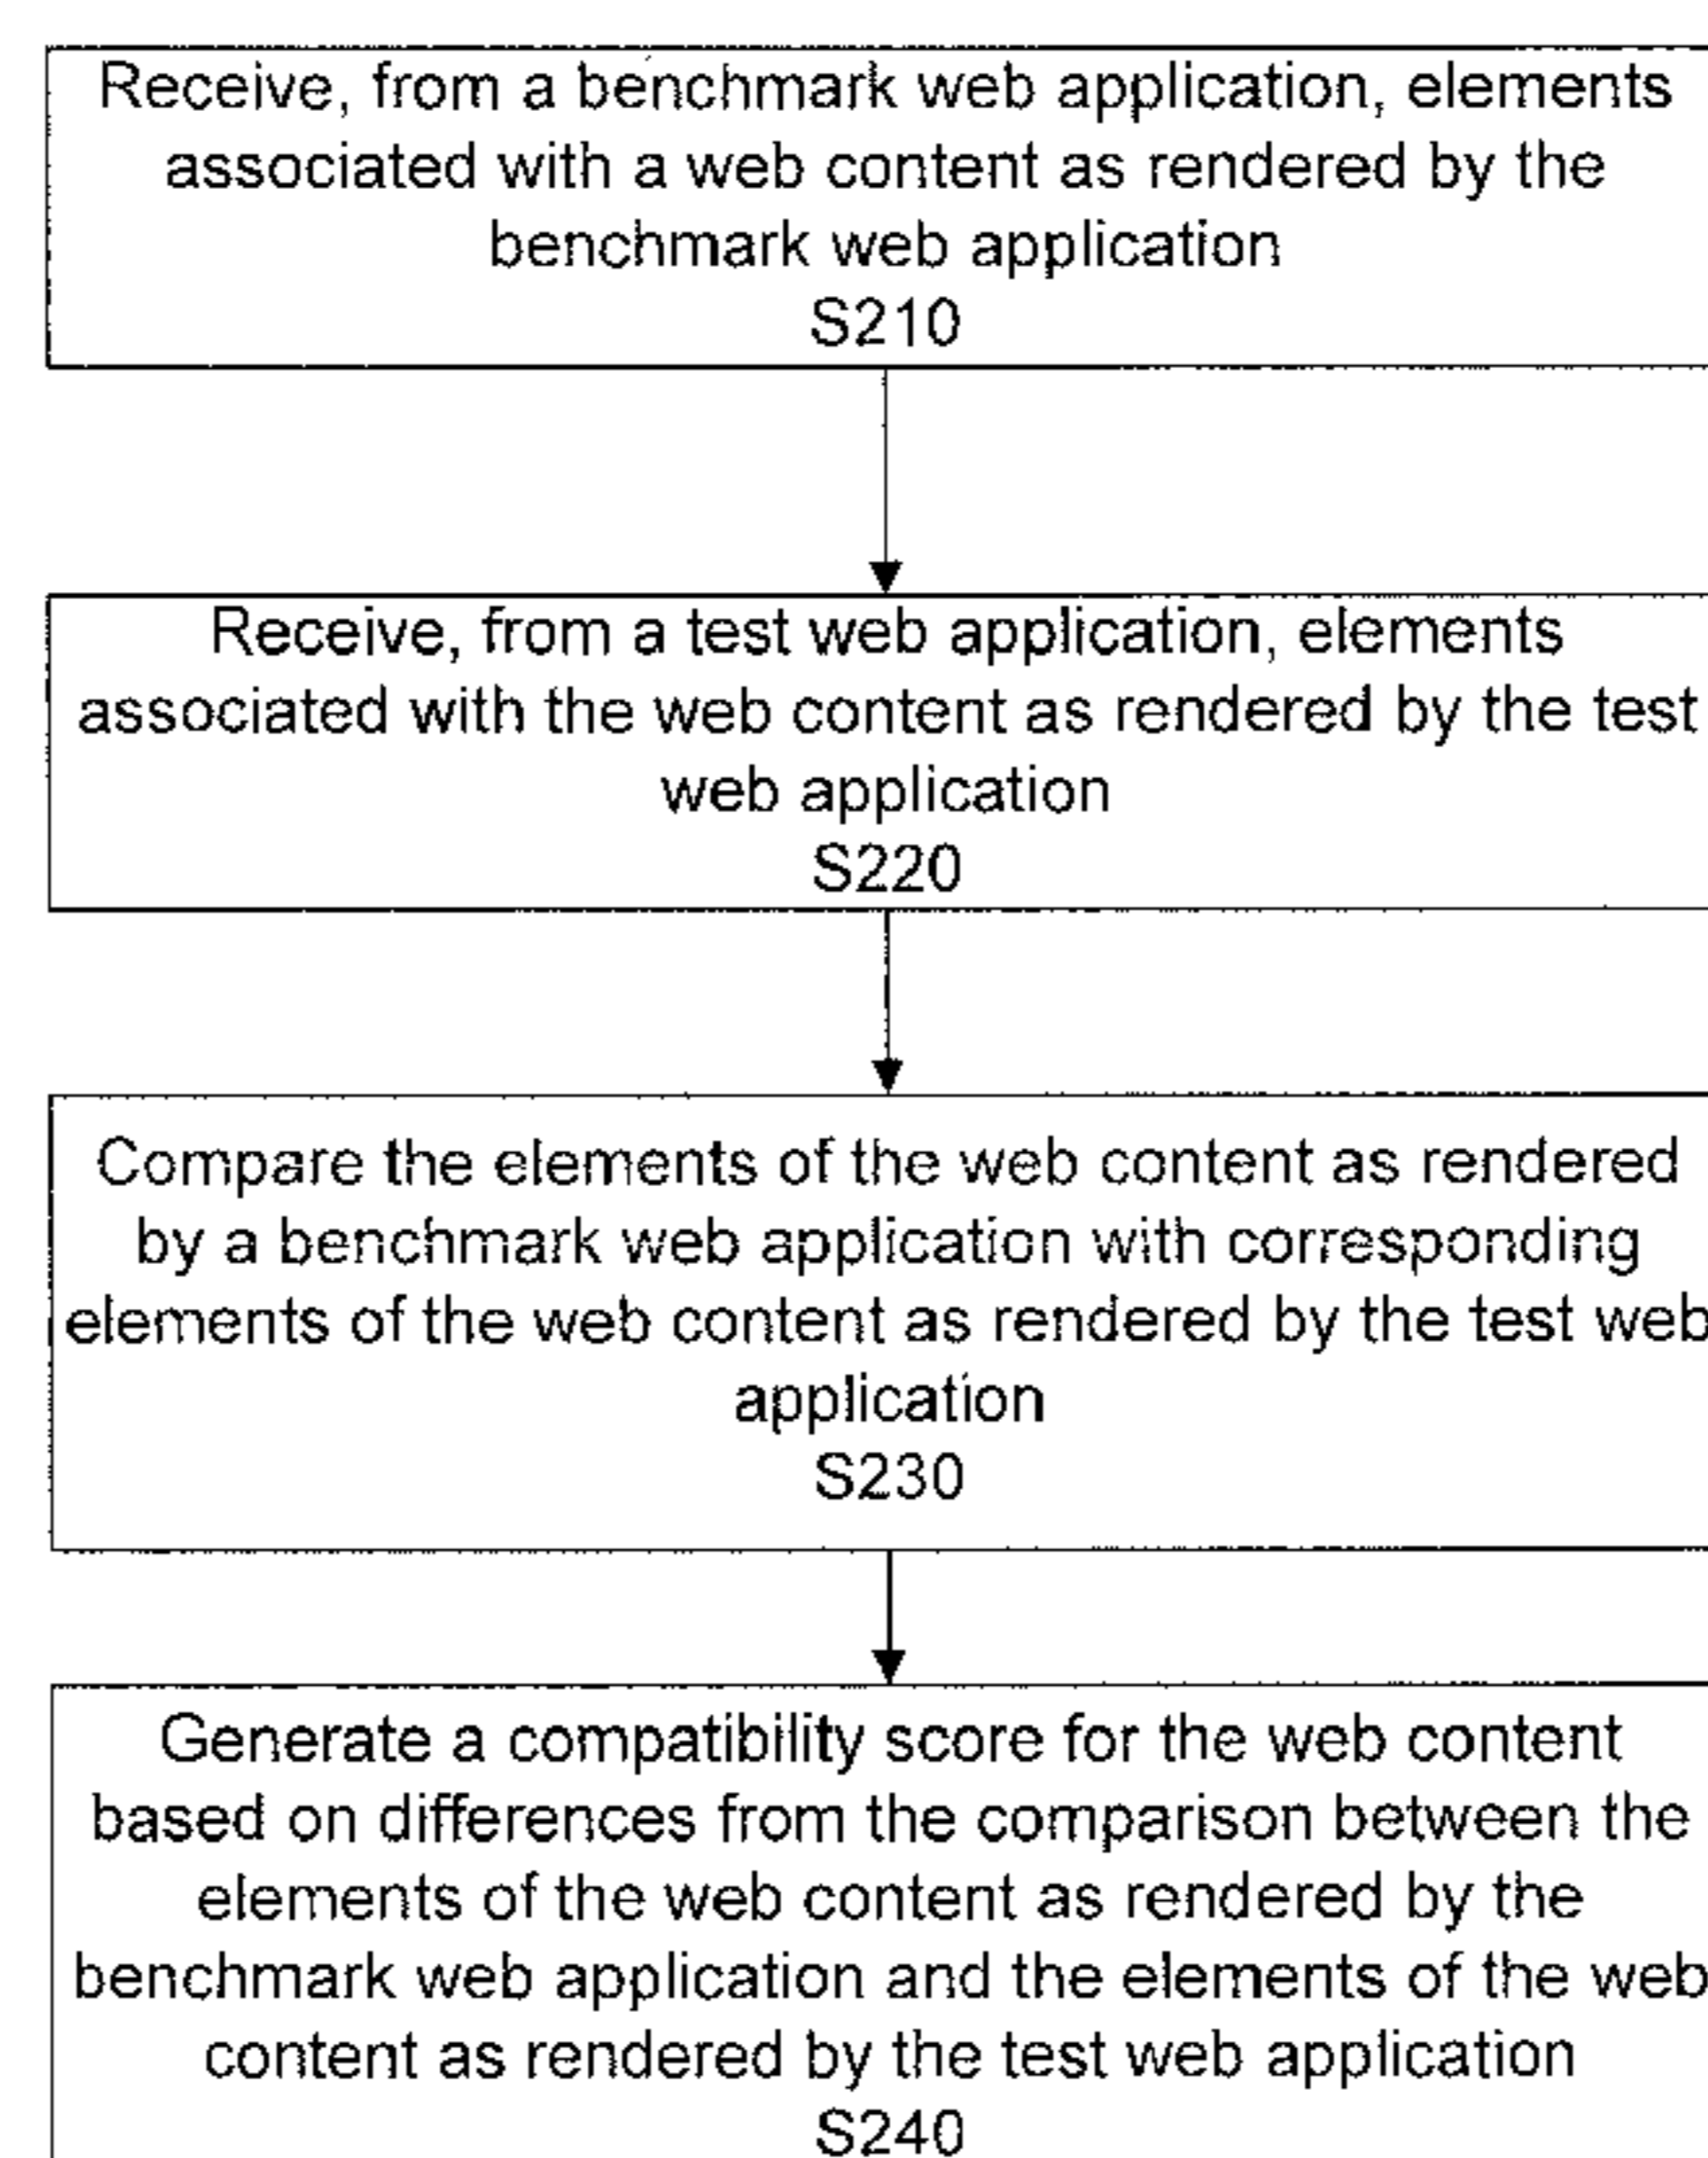 Receive, from a benchmark web application, elements
associated with a web content as rendered by the
benchmark web application
S210
Receive, from a test web application, elements
associated with the web content as rendered by the test
web application
S220
Compare the elements of the web content as rendered
by a benchmark web application with corresponding
elements of the web content as rendered by the test web
application
S230
Generate a compatibility score for the web content
based on differences from the comparison between the
elements of the web content as rendered by the
benchmark web application and the elements of the web
content as rendered by the test web application
S240